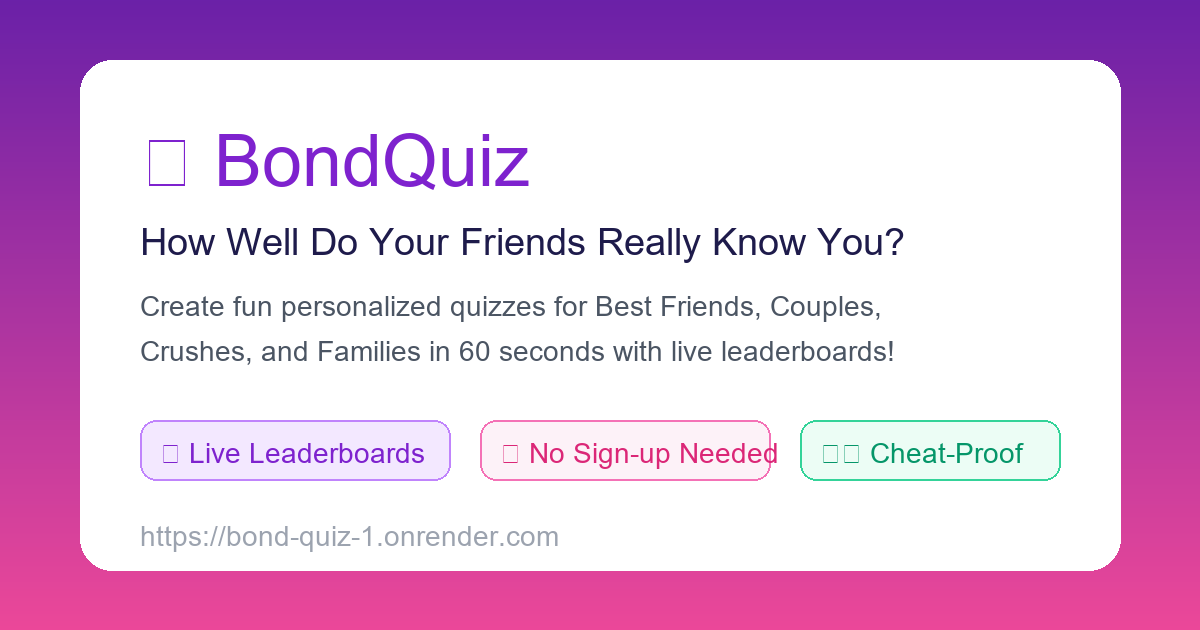 BondQuiz
How Well Do Your Friends Really Know You?
Create fun personalized quizzes for Best Friends, Couples,
Crushes, and Families in 60 seconds with live leaderboards!
Live Leaderboards
No Sign-up Needed
Cheat-Proof
https://bond-quiz-1.onrender.com